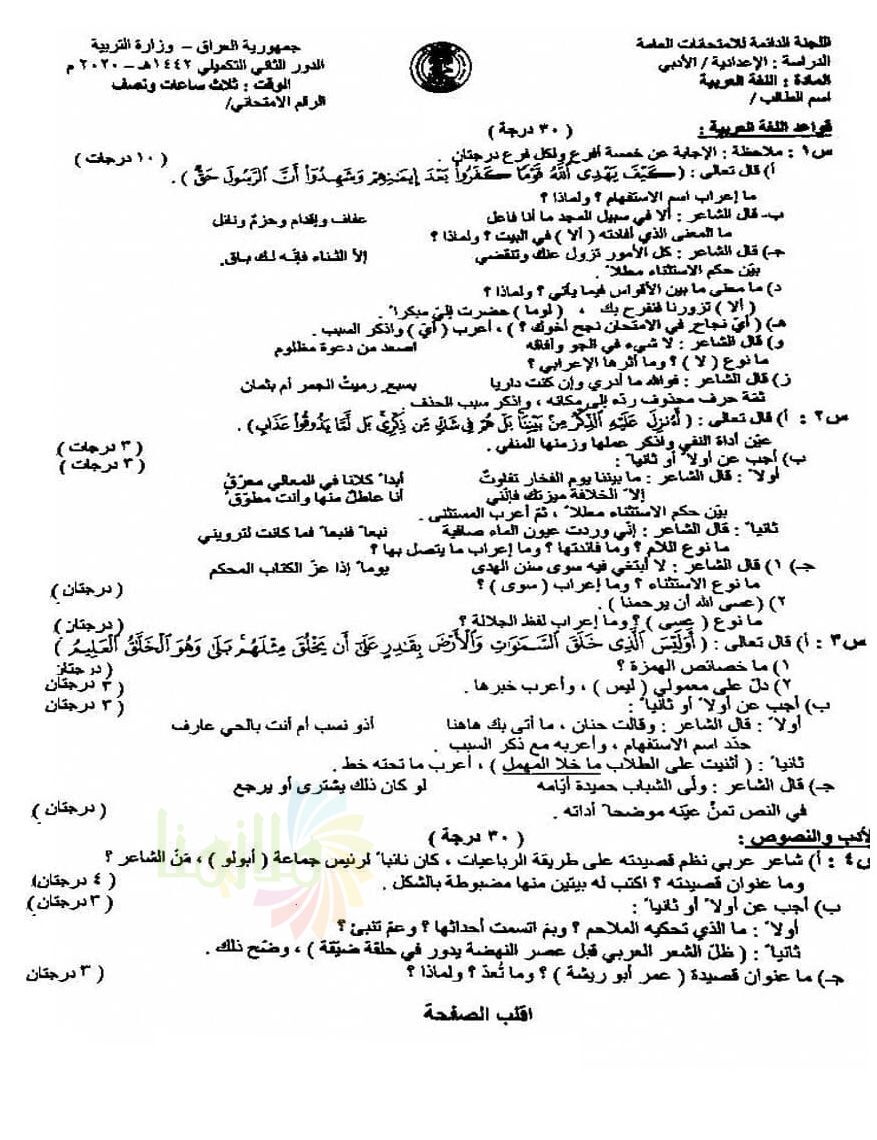 اللجنة الدائمة للامتحانات العامة
الدراسة : الإعدادية / الأدبي
المادة : اللغة العربية
اسم الطالب /
جمهورية العراق - وزارة التربية
الدور الثاني التكميلي ١٤٤٢هـ - ٢٠٢٠ م
الوقت : ثلاث ساعات ونصف
الرقم الامتحاني/
قواعد اللغة العربية : ( ٣٠ درجة )
س١ : ملاحظة : الإجابة عن خمسة أفرع ولكل فرع درجتان . ( ١٠ درجات )
أ) قال تعالى : ( كَيْفَ يَهْدِي اللَّهُ قَوْمًا كَفَرُوا بَعْدَ إِيمَانِهِمْ وَشَهِدُوا أَنَّ الرَّسُولَ حَقٌّ ) .
ما إعراب اسم الاستفهام ؟ ولماذا ؟
ب- قال الشاعر : ألا في سبيل المجد ما أنا فاعل عفاف وإقدام وحزمٌ ونائل
ما المعنى الذي أفادته ( ألا ) في البيت ؟ ولماذا ؟
جـ) قال الشاعر : كل الأمور تزول عنك وتنقضي إلاّ الثناء فإنّه لك باق.
بيّن حكم الاستثناء معللاً .
د) ما معنى ما بين الأقواس فيما يأتي ؟ ولماذا ؟
( ألا ) تزورنا فنفرح بك ، ( لوما ) حضرت إليّ مبكراً .
هـ) ( أيّ نجاح في الامتحان نجح أخوك ؟ ) ، أعرب ( أيّ ) واذكر السبب .
و) قال الشاعر : لا شيء في الجو وآفاقه أصعد من دعوة مظلوم
ما نوع ( لا ) ؟ وما أثرها الإعرابي ؟
ز) قال الشاعر : فوالله ما أدري وإن كنت داريا بسبع رميتُ الجمر أم بثمان
ثمة حرف محذوف ردّه إلى مكانه ، واذكر سبب الحذف
س٢ : أ) قال تعالى : ( أَءُنزِلَ عَلَيْهِ الذِّكْرُ مِنْ بَيْنِنَا بَلْ هُمْ فِي شَكٍّ مِنْ ذِكْرِي بَل لَّمَّا يَذُوقُوا عَذَابِ ) .
عيّن أداة النفي واذكر عملها وزمنها المنفي . ( ٣ درجات )
ب) أجب عن أولاً أو ثانياً : ( ٣ درجات )
أولاً : قال الشاعر : ما بيننا يوم الفخار تفاوتٌ أبداً كلانا في المعالي معرّقُ
إلاّ الخلافة ميزتك فإنّني أنا عاطلٌ منها وأنت مطوّقُ
بيّن حكم الاستثناء معللاً ، ثمّ أعرب المستثنى .
ثانياً : قال الشاعر : إنّي وردت عيون الماء صافية نبعاً فنبعاً فما كانت لترويني
ما نوع اللام ؟ وما فائدتها ؟ وما إعراب ما يتصل بها ؟
جـ) ١) قال الشاعر : لا أبتغي فيه سوى سنن الهدى يوماً إذا عزّ الكتاب المحكم
ما نوع الاستثناء ؟ وما إعراب ( سوى ) ؟ ( درجتان )
٢) (عسى الله أن يرحمنا ) .
ما نوع ( عسى ) ؟ وما إعراب لفظ الجلالة ؟ ( درجتان )
س٣ : أ) قال تعالى : ( أَوَلَيْسَ الَّذِي خَلَقَ السَّمَاوَاتِ وَالْأَرْضَ بِقَادِرٍ عَلَى أَن يَخْلُقَ مِثْلَهُم بَلَى وَهُوَ الْخَلَّاقُ الْعَلِيمُ )
١) ما خصائص الهمزة ؟ ( درجتان
٢) دلّ على معمولي ( ليس ) ، وأعرب خبرها . ( ٣ درجتان
ب) أجب عن أولاً أو ثانياً : ( ٣ درجتان
أولاً : قال الشاعر : وقالت حنان ، ما أتى بك هاهنا أذو نسب أم أنت بالحي عارف
حدّد اسم الاستفهام ، وأعربه مع ذكر السبب .
ثانياً : ( أثنيت على الطلاب ما خلا المهمل ) ، أعرب ما تحته خط .
جـ) قال الشاعر : ولّى الشباب حميدة أيّامه لو كان ذلك يشترى أو يرجع
في النص تمنٍّ عيّنه موضحاً أداته . ( درجتان )
الأدب والنصوص : ( ٣٠ درجة )
س٤ : أ) شاعر عربي نظم قصيدته على طريقة الرباعيات ، كان نائباً لرئيس جماعة ( أبولو ) ، مَنْ الشاعر ؟
وما عنوان قصيدته ؟ اكتب له بيتين منها مضبوطة بالشكل . ( ٤ درجتان)
ب) أجب عن أولاً أو ثانياً : ( ٣ درجتان )
أولاً : ما الذي تحكيه الملاحم ؟ وبمَ اتسمت أحداثها ؟ وعمّ تنبئ ؟
ثانياً : ( ظلّ الشعر العربي قبل عصر النهضة يدور في حلقة ضيّقة ) ، وضّح ذلك .
جـ) ما عنوان قصيدة ( عمر أبو ريشة ) ؟ وما تُعدّ ؟ ولماذا ؟ ( ٣ درجتان
اقلب الصفحة
ملازمنا